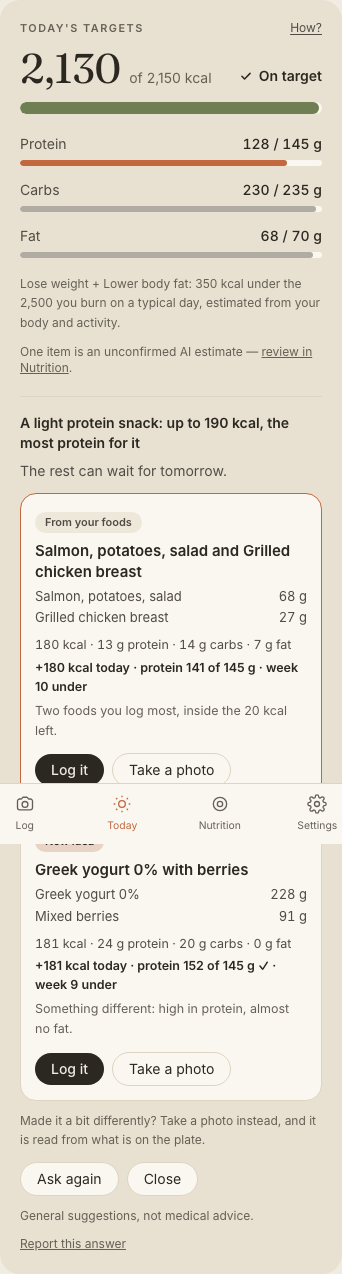 TODAY'S TARGETS
How?
2,130 of 2,150 kcal
✓ On target
Protein 128 / 145 g
Carbs 230 / 235 g
Fat 68 / 70 g
Lose weight + Lower body fat: 350 kcal under the
2,500 you burn on a typical day, estimated from your
body and activity.
One item is an unconfirmed AI estimate — review in
Nutrition.
A light protein snack: up to 190 kcal, the
most protein for it
The rest can wait for tomorrow.
From your foods
Salmon, potatoes, salad and Grilled
chicken breast
Salmon, potatoes, salad 68 g
Grilled chicken breast 27 g
180 kcal · 13 g protein · 14 g carbs · 7 g fat
+180 kcal today · protein 141 of 145 g · week
10 under
Two foods you log most, inside the 20 kcal
left.
Log it
Take a photo
Log
Today
Nutrition
Settings
Greek yogurt 0% with berries
Greek yogurt 0% 228 g
Mixed berries 91 g
181 kcal · 24 g protein · 20 g carbs · 0 g fat
+181 kcal today · protein 152 of 145 g ✓ ·
week 9 under
Something different: high in protein, almost
no fat.
Log it
Take a photo
Made it a bit differently? Take a photo instead, and it
is read from what is on the plate.
Ask again
Close
General suggestions, not medical advice.
Report this answer